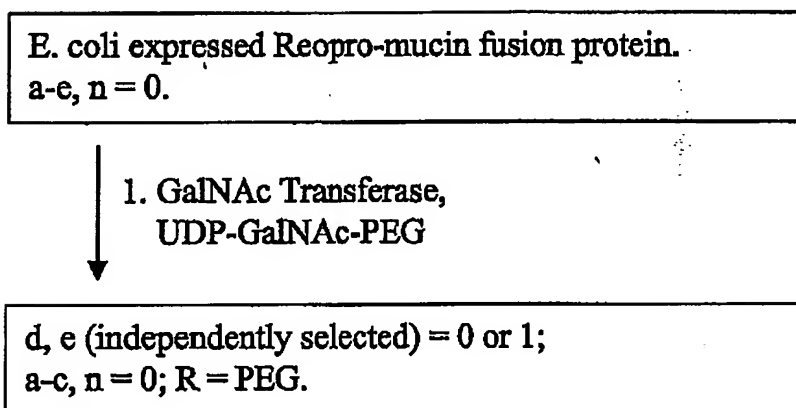 E. coli expressed Reopro-mucin fusion protein.
a-e, n = 0.
1. GalNAc Transferase,
UDP-GalNAc-PEG
d, e (independently selected) = 0 or 1;
a-c, n = 0; R = PEG.